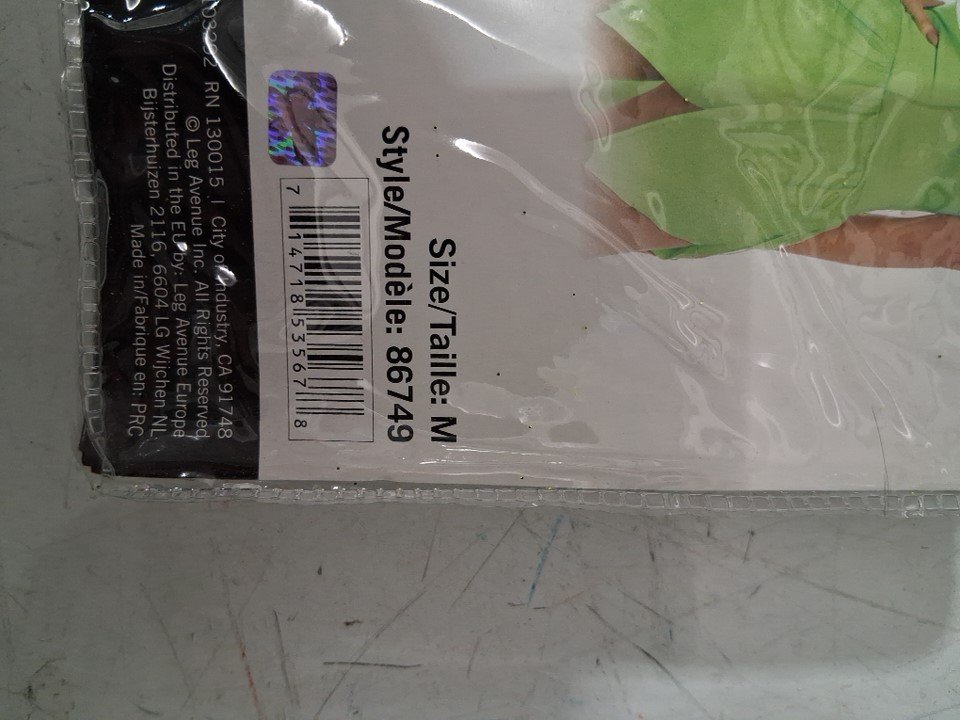 Size/Taille: M
Style/Modèle: 86749
7 14718 53567 8
RN 130015 | City of Industry, CA 91748
© Leg Avenue Inc. All Rights Reserved
Distributed in the EU by: Leg Avenue Europe
Bijsterhuizen 2116, 6604 LG Wijchen NL
Made in/Fabrique en: PRC